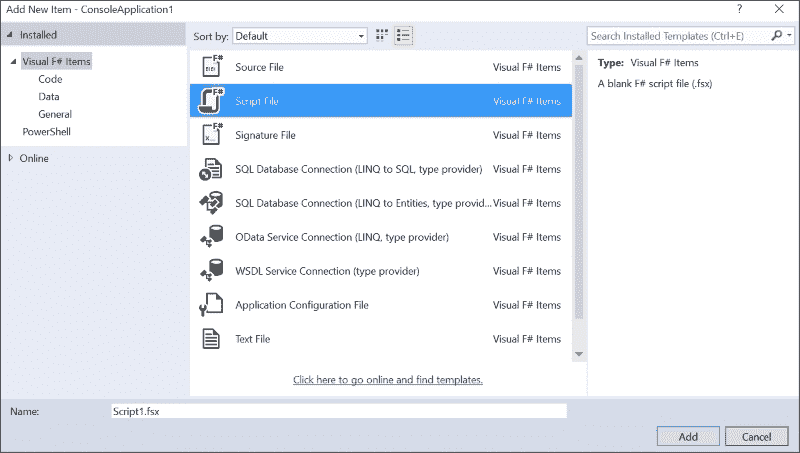 Add New Item - ConsoleApplication1
?
Installed
Sort by: Default
Search Installed Templates (Ctrl+E)
Visual F# Items
Code
Data
General
PowerShell
Online
Source File Visual F# Items
Script File Visual F# Items
Signature File Visual F# Items
SQL Database Connection (LINQ to SQL, type provider) Visual F# Items
SQL Database Connection (LINQ to Entities, type provid... Visual F# Items
OData Service Connection (LINQ, type provider) Visual F# Items
WSDL Service Connection (type provider) Visual F# Items
Application Configuration File Visual F# Items
Text File Visual F# Items
Click here to go online and find templates.
Type: Visual F# Items
A blank F# script file (.fsx)
Name: Script1.fsx
Add Cancel